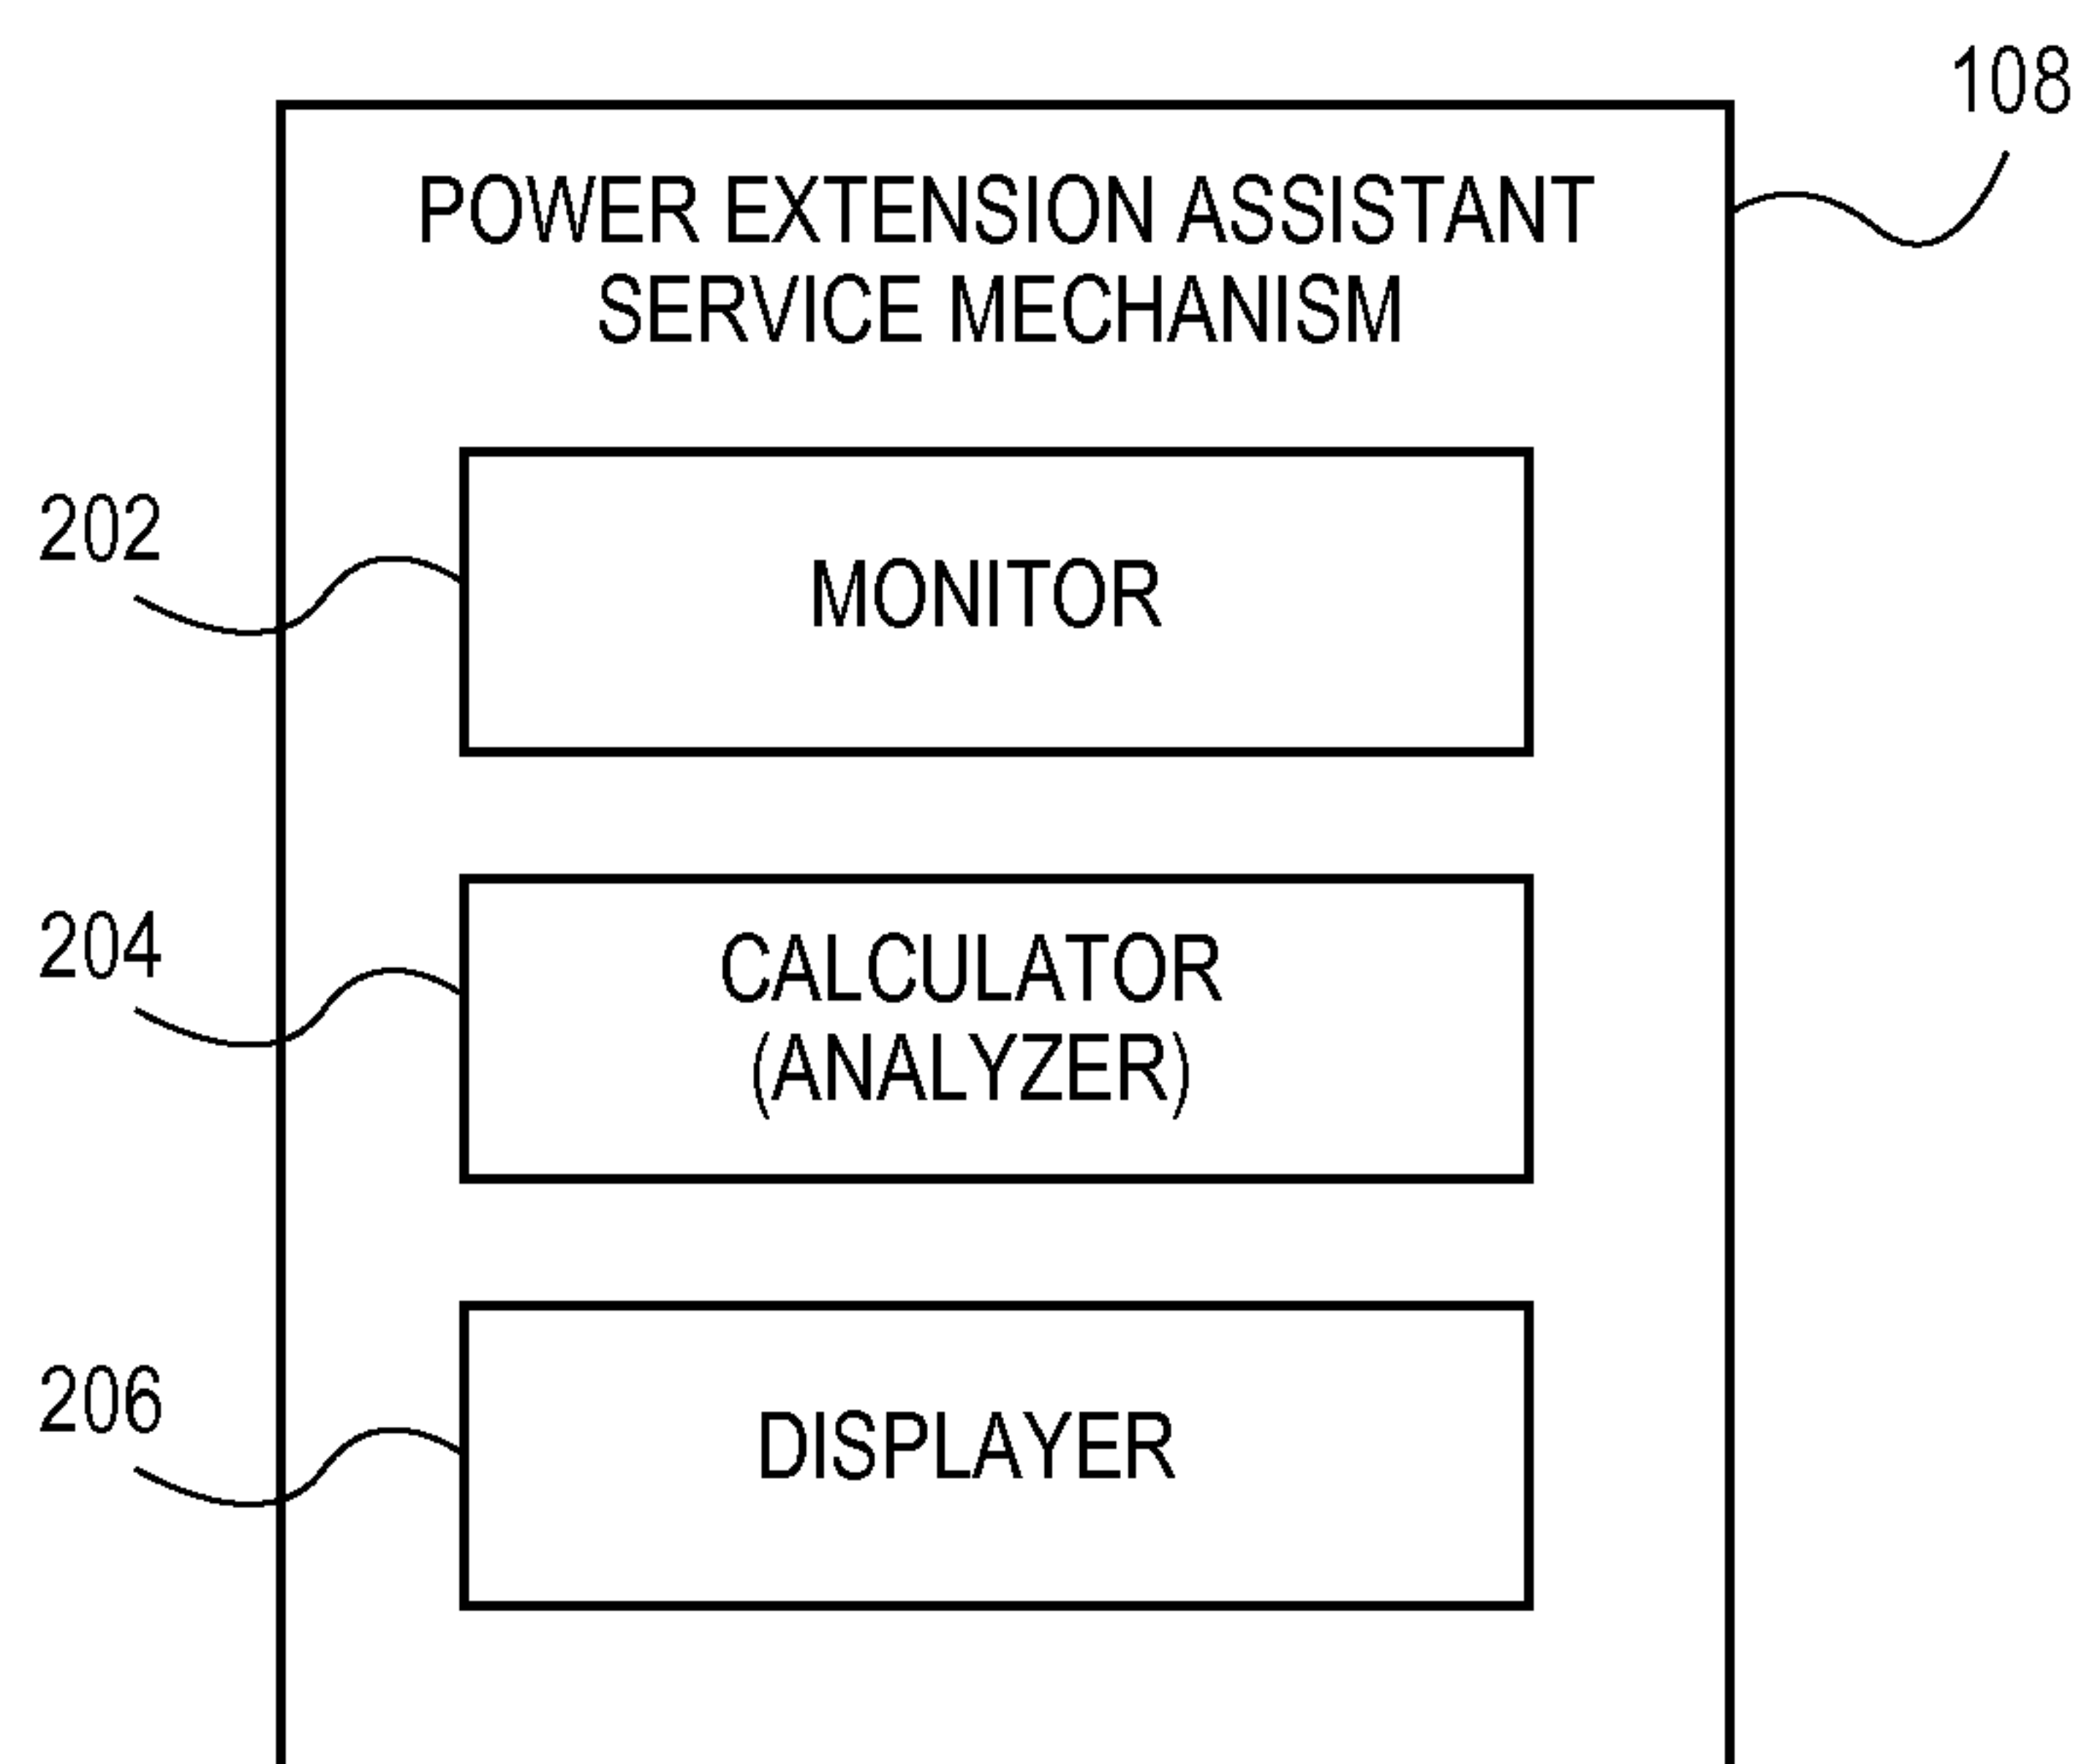 108
POWER EXTENSION ASSISTANT
SERVICE MECHANISM
202
MONITOR
204
CALCULATOR
(ANALYZER)
206
DISPLAYER